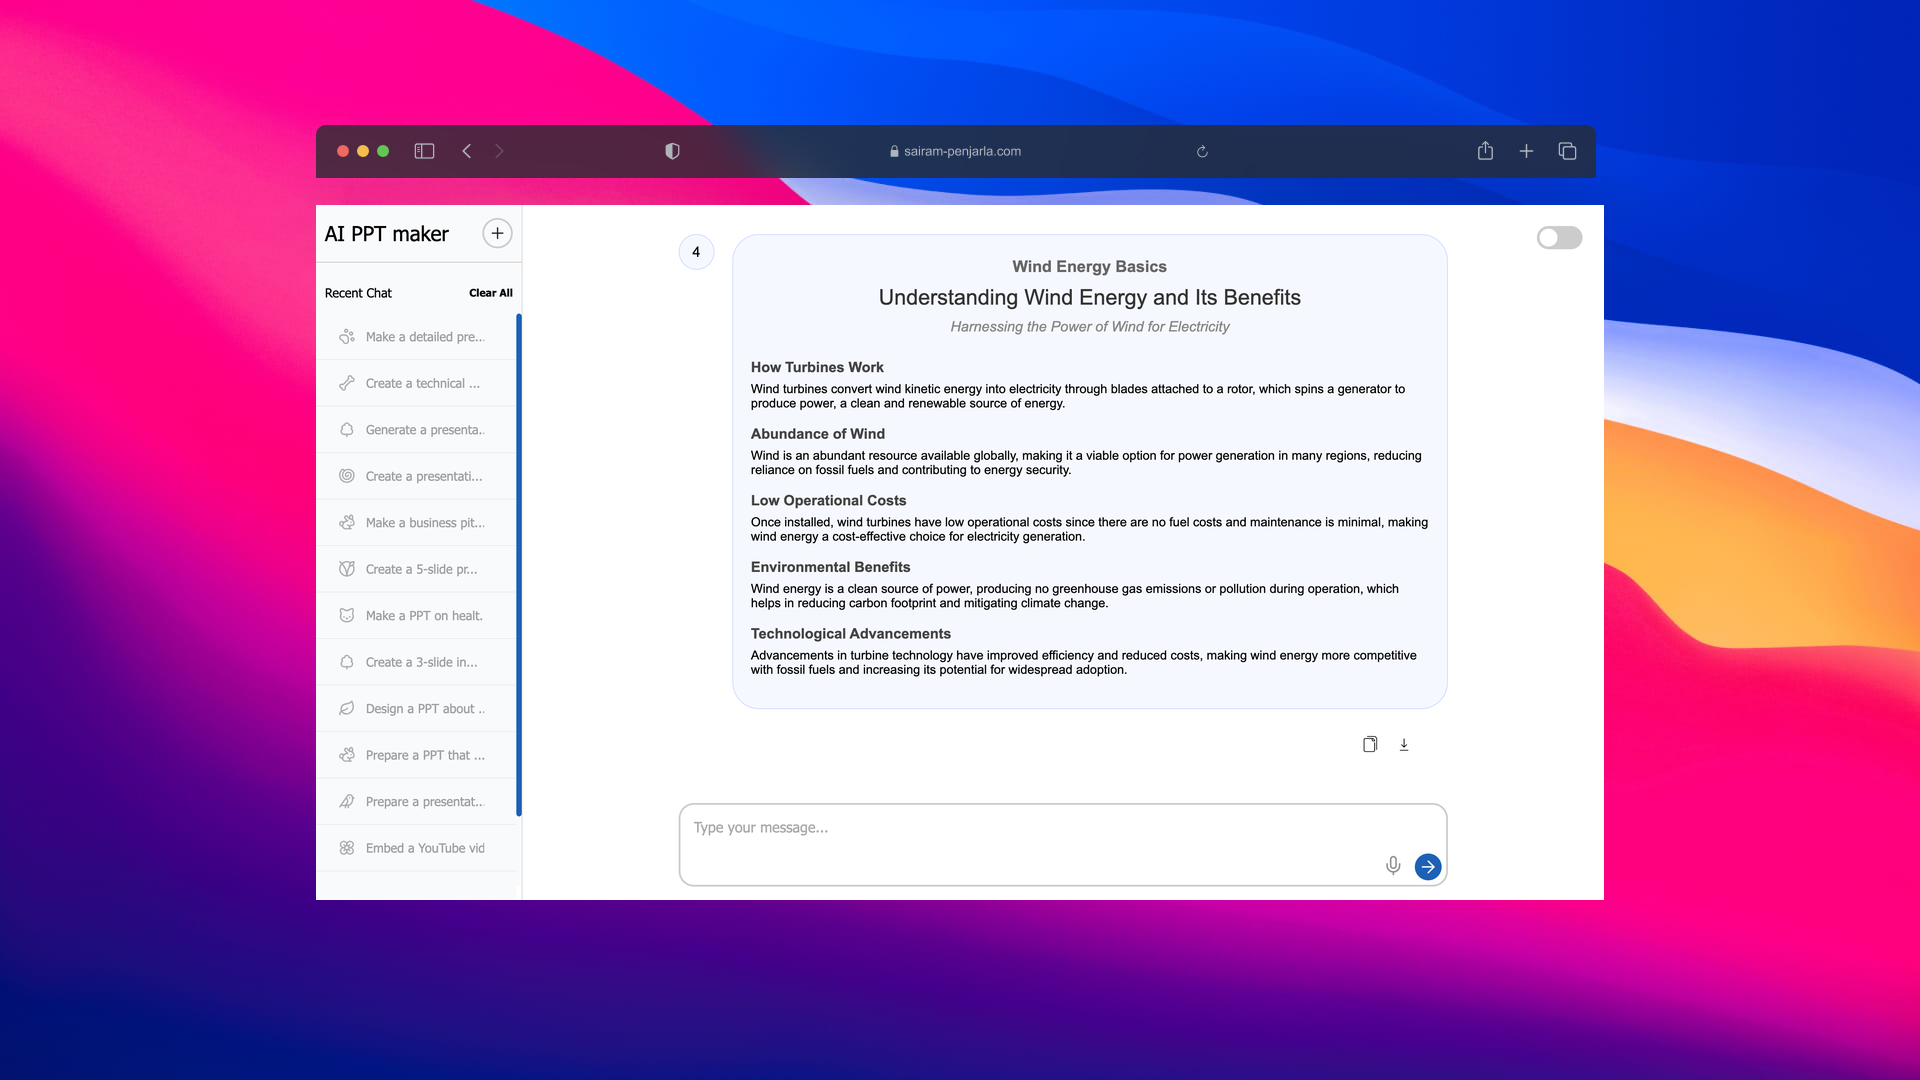 sairam-penjarla.com
AI PPT maker
Recent Chat
Clear All
Make a detailed pre...
Create a technical ...
Generate a presenta..
Create a presentati...
Make a business pit...
Create a 5-slide pr...
Make a PPT on healt.
Create a 3-slide in...
Design a PPT about ..
Prepare a PPT that ...
Prepare a presentat..
Embed a YouTube vid
4
Wind Energy Basics
Understanding Wind Energy and Its Benefits
Harnessing the Power of Wind for Electricity
How Turbines Work
Wind turbines convert wind kinetic energy into electricity through blades attached to a rotor, which spins a generator to
produce power, a clean and renewable source of energy.
Abundance of Wind
Wind is an abundant resource available globally, making it a viable option for power generation in many regions, reducing
reliance on fossil fuels and contributing to energy security.
Low Operational Costs
Once installed, wind turbines have low operational costs since there are no fuel costs and maintenance is minimal, making
wind energy a cost-effective choice for electricity generation.
Environmental Benefits
Wind energy is a clean source of power, producing no greenhouse gas emissions or pollution during operation, which
helps in reducing carbon footprint and mitigating climate change.
Technological Advancements
Advancements in turbine technology have improved efficiency and reduced costs, making wind energy more competitive
with fossil fuels and increasing its potential for widespread adoption.
Type your message...